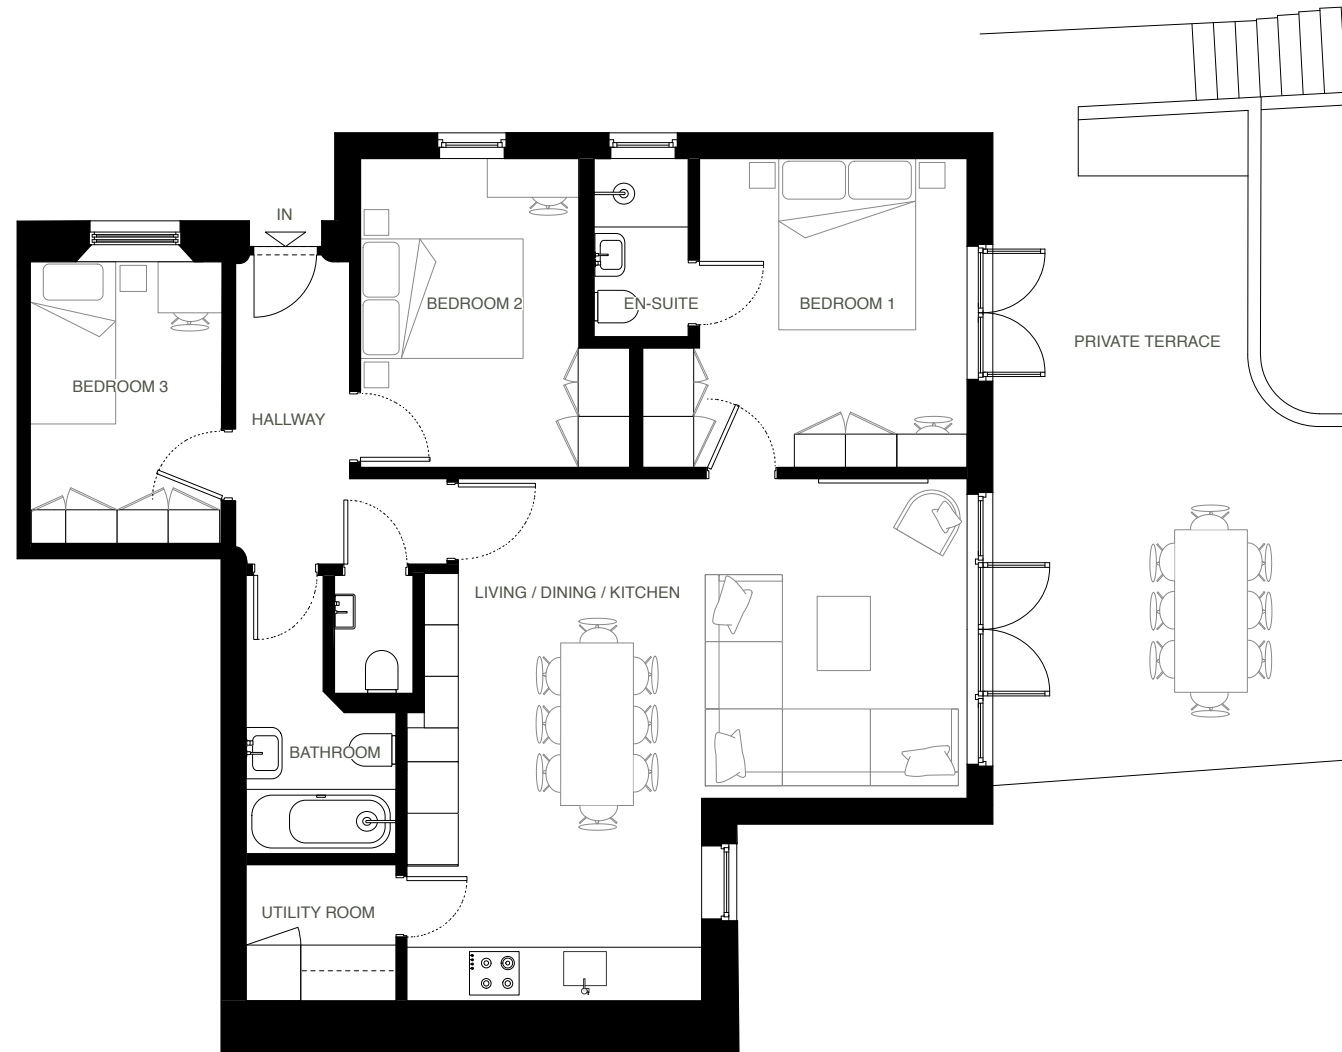 IN
BEDROOM 2
EN-SUITE
BEDROOM 1
PRIVATE TERRACE
BEDROOM 3
HALLWAY
LIVING / DINING / KITCHEN
BATHROOM
UTILITY ROOM